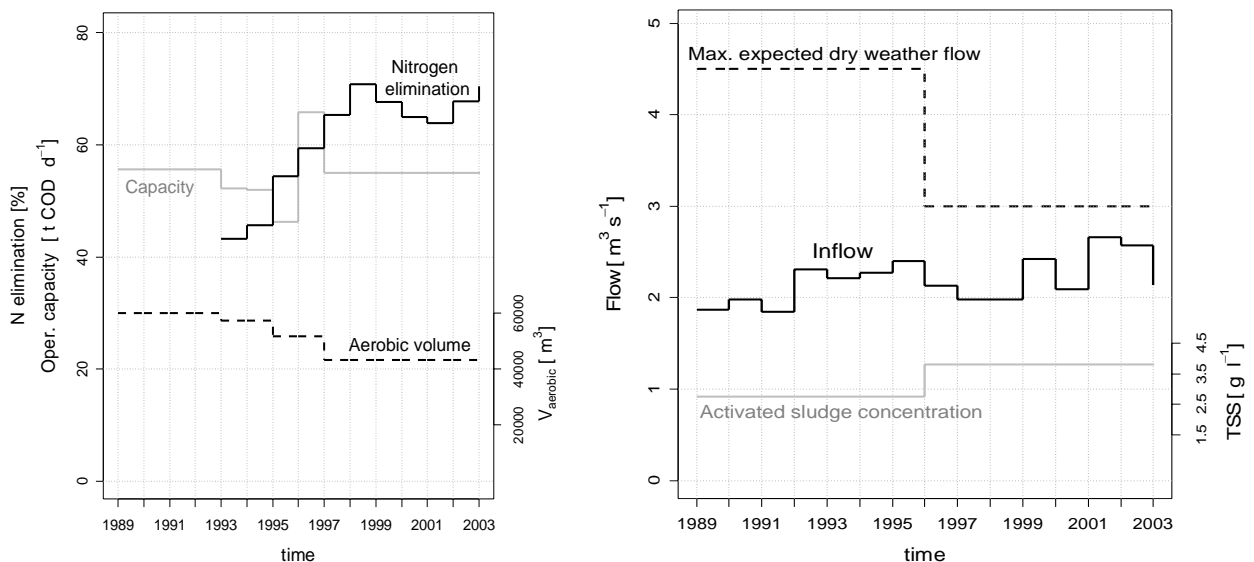 N elimination [%]
Oper. capacity [ t COD d⁻¹]
80
60
40
20
0
Nitrogen
elimination
Capacity
Aerobic volume
60000
40000
20000
V_aerobic [ m³]
1989 1991 1993 1995 1997 1999 2001 2003
time
Flow[ m³ s⁻¹]
5
4
3
2
1
0
Max. expected dry weather flow
Inflow
Activated sludge concentration
4.5
3.5
2.5
1.5
TSS[ g l⁻¹]
1989 1991 1993 1995 1997 1999 2001 2003
time